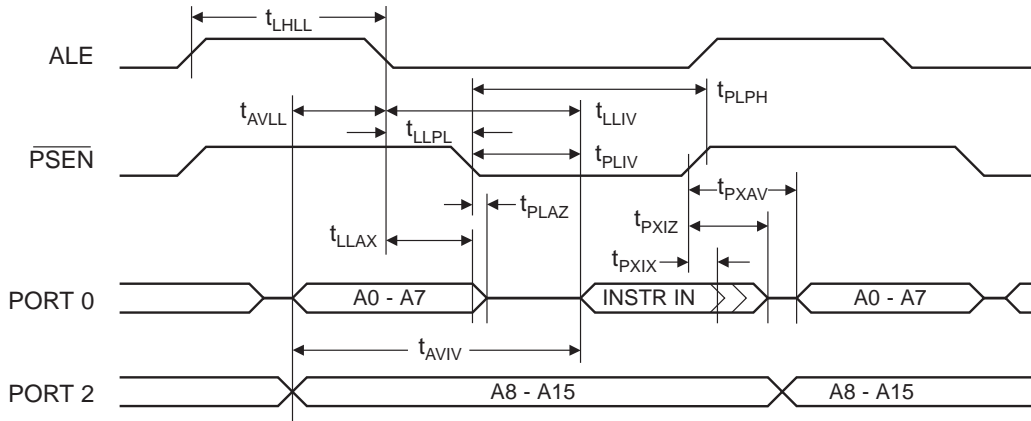 tLHLL
ALE
tPLPH
tAVLL
tLLIV
tLLPL
PSEN
tPLIV
tPXAV
tPLAZ
tPXIZ
tLLAX
tPXIX
PORT 0
A0 - A7
INSTR IN
A0 - A7
tAVIV
PORT 2
A8 - A15
A8 - A15